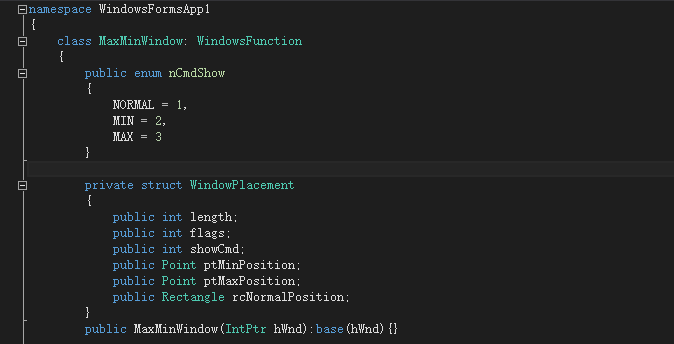 namespace WindowsFormsApp1
{
class MaxMinWindow: WindowsFunction
{
public enum nCmdShow
{
NORMAL = 1,
MIN = 2,
MAX = 3
}
private struct WindowPlacement
{
public int length;
public int flags;
public int showCmd;
public Point ptMinPosition;
public Point ptMaxPosition;
public Rectangle rcNormalPosition;
}
public MaxMinWindow(IntPtr hWnd):base(hWnd){}